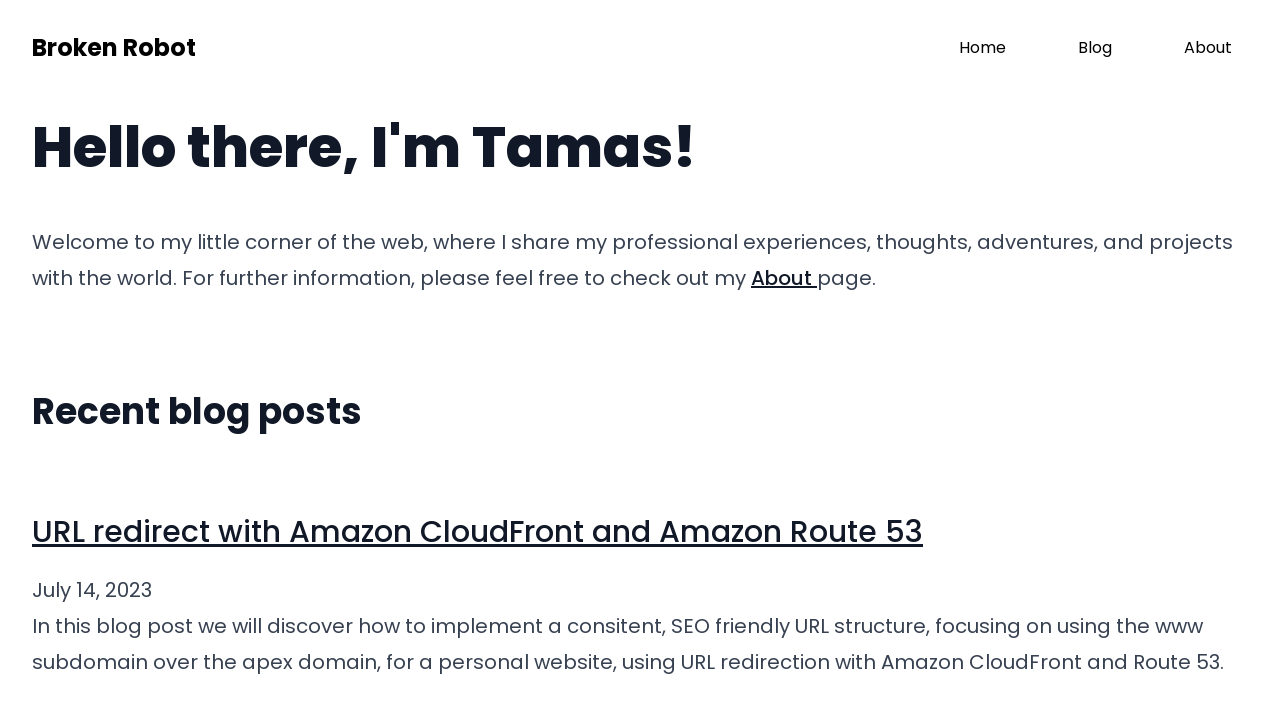 Broken Robot
Home
Blog
About
Hello there, I'm Tamas!
Welcome to my little corner of the web, where I share my professional experiences, thoughts, adventures, and projects
with the world. For further information, please feel free to check out my About page.
Recent blog posts
URL redirect with Amazon CloudFront and Amazon Route 53
July 14, 2023
In this blog post we will discover how to implement a consitent, SEO friendly URL structure, focusing on using the www
subdomain over the apex domain, for a personal website, using URL redirection with Amazon CloudFront and Route 53.